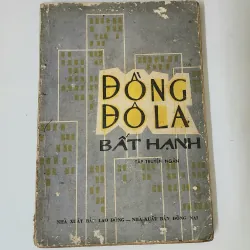 ĐỒNG
ĐÔ LA
BẤT HẠNH
TẬP TRUYỆN NGẮN
NHÀ XUẤT BẢN LAO ĐỘNG — NHÀ XUẤT BẢN ĐỒNG NAI